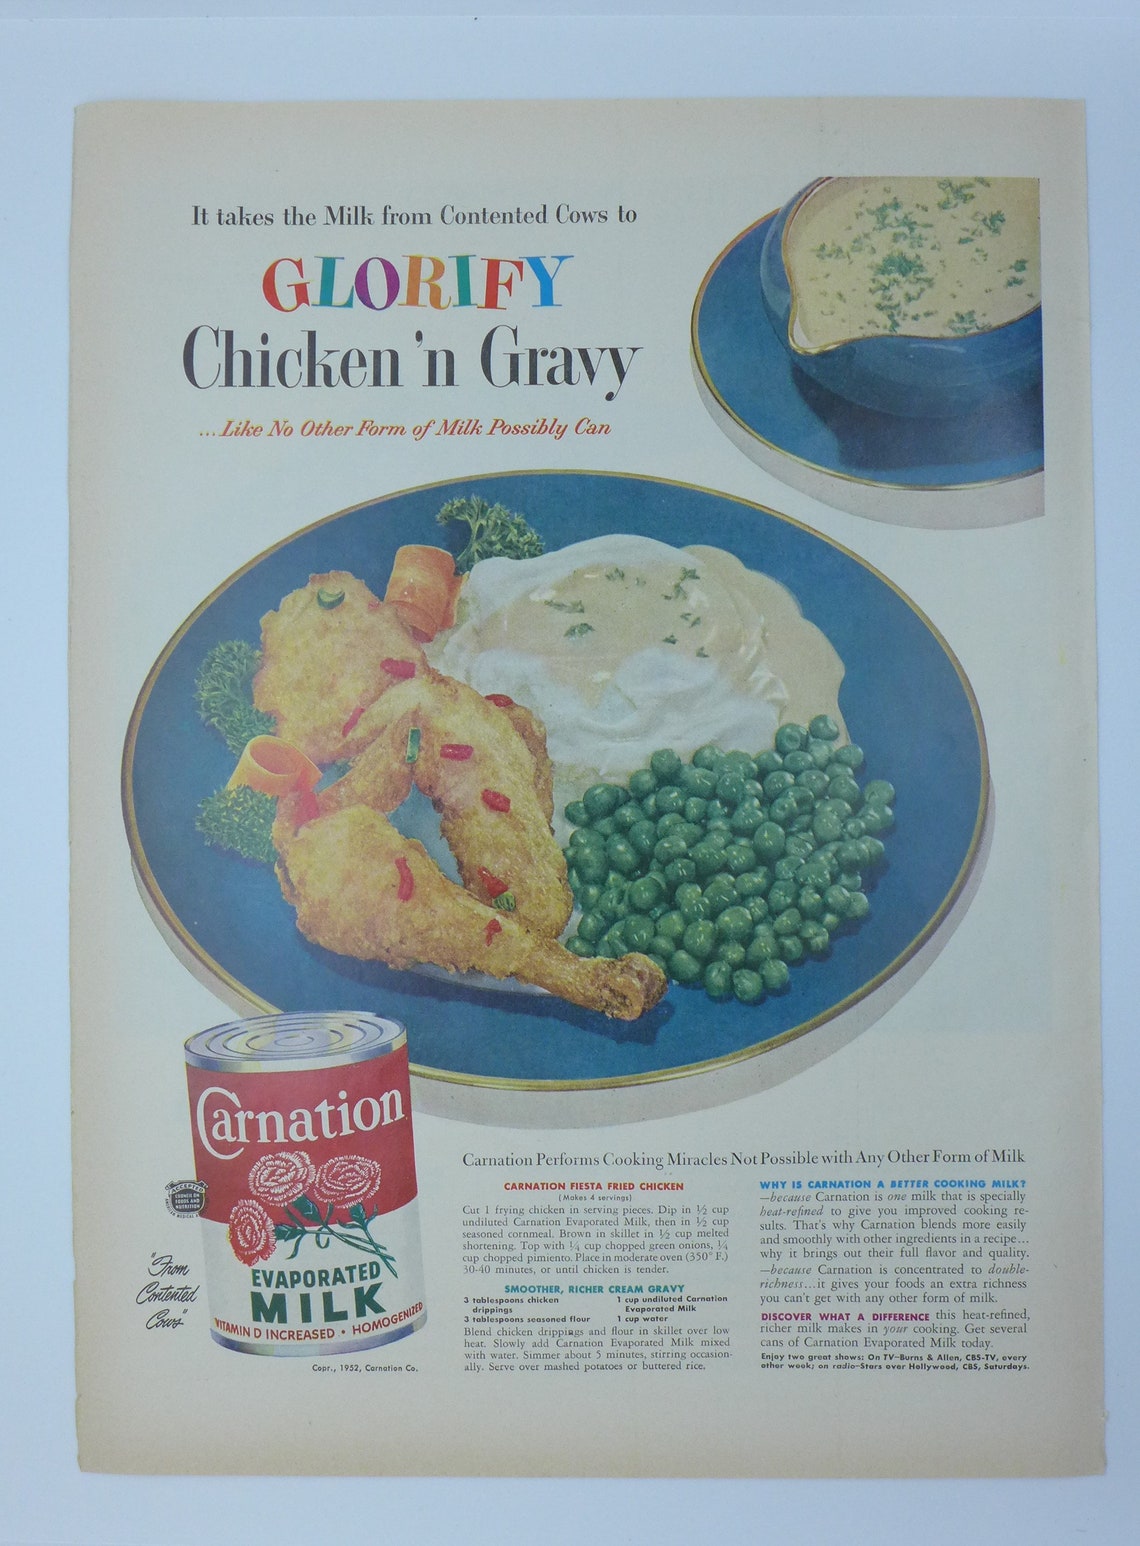 It takes the Milk from Contented Cows to
GLORIFY
Chicken 'n Gravy
...Like No Other Form of Milk Possibly Can
Carnation
EVAPORATED
MILK
VITAMIN D INCREASED • HOMOGENIZED
ACCEPTED
COUNCIL ON
FOODS AND
NUTRITION
"From
Contented
Cows"
Copr., 1952, Carnation Co.
Carnation Performs Cooking Miracles Not Possible with Any Other Form of Milk
CARNATION FIESTA FRIED CHICKEN
(Makes 4 servings)
Cut 1 frying chicken in serving pieces. Dip in ½ cup
undiluted Carnation Evaporated Milk, then in ½ cup
seasoned cornmeal. Brown in skillet in ½ cup melted
shortening. Top with ¼ cup chopped green onions, ¼
cup chopped pimiento. Place in moderate oven (350° F.)
30-40 minutes, or until chicken is tender.
SMOOTHER, RICHER CREAM GRAVY
3 tablespoons chicken
drippings
3 tablespoons seasoned flour
1 cup undiluted Carnation
Evaporated Milk
1 cup water
Blend chicken drippings and flour in skillet over low
heat. Slowly add Carnation Evaporated Milk mixed
with water. Simmer about 5 minutes, stirring occasion-
ally. Serve over mashed potatoes or buttered rice.
WHY IS CARNATION A BETTER COOKING MILK?
—because Carnation is one milk that is specially
heat-refined to give you improved cooking re-
sults. That's why Carnation blends more easily
and smoothly with other ingredients in a recipe...
why it brings out their full flavor and quality.
—because Carnation is concentrated to double-
richness...it gives your foods an extra richness
you can't get with any other form of milk.
DISCOVER WHAT A DIFFERENCE this heat-refined,
richer milk makes in your cooking. Get several
cans of Carnation Evaporated Milk today.
Enjoy two great shows: On TV—Burns & Allen, CBS-TV, every
other week; on radio—Stars over Hollywood, CBS, Saturdays.